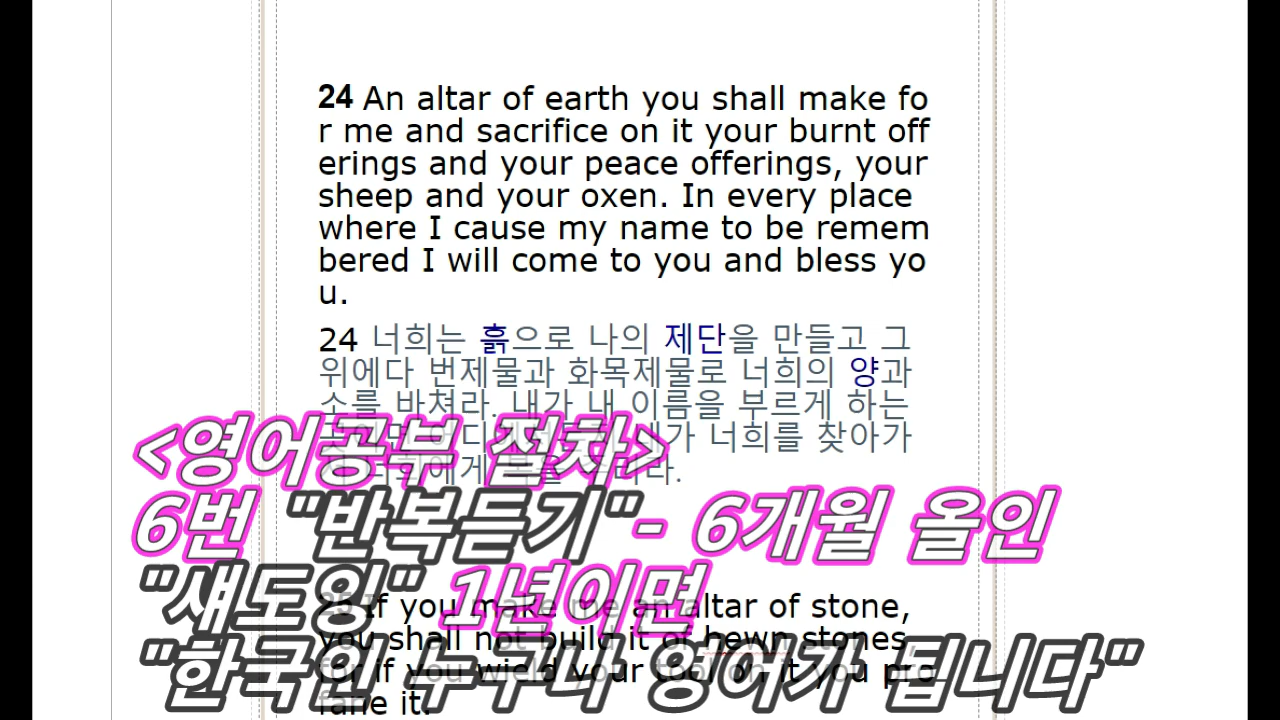 24 An altar of earth you shall make fo
r me and sacrifice on it your burnt off
erings and your peace offerings, your
sheep and your oxen. In every place
where I cause my name to be remem
bered I will come to you and bless yo
u.
24 너희는 흙으로 나의 제단을 만들고 그
위에다 번제물과 화목제물로 너희의 양과
소를 바쳐라. 내가 내 이름을 부르게 하는
너희를 찾아가
<영어공부 절차>
6번 "반복듣기"- 6개월 올인
"섀도잉" 1년이면
"한국인 누구나 영어가 됩니다"
25 If you make me an altar of stone,
you shall not build it of hewn stones,
for if you wield your tool on it you pro
fane it.